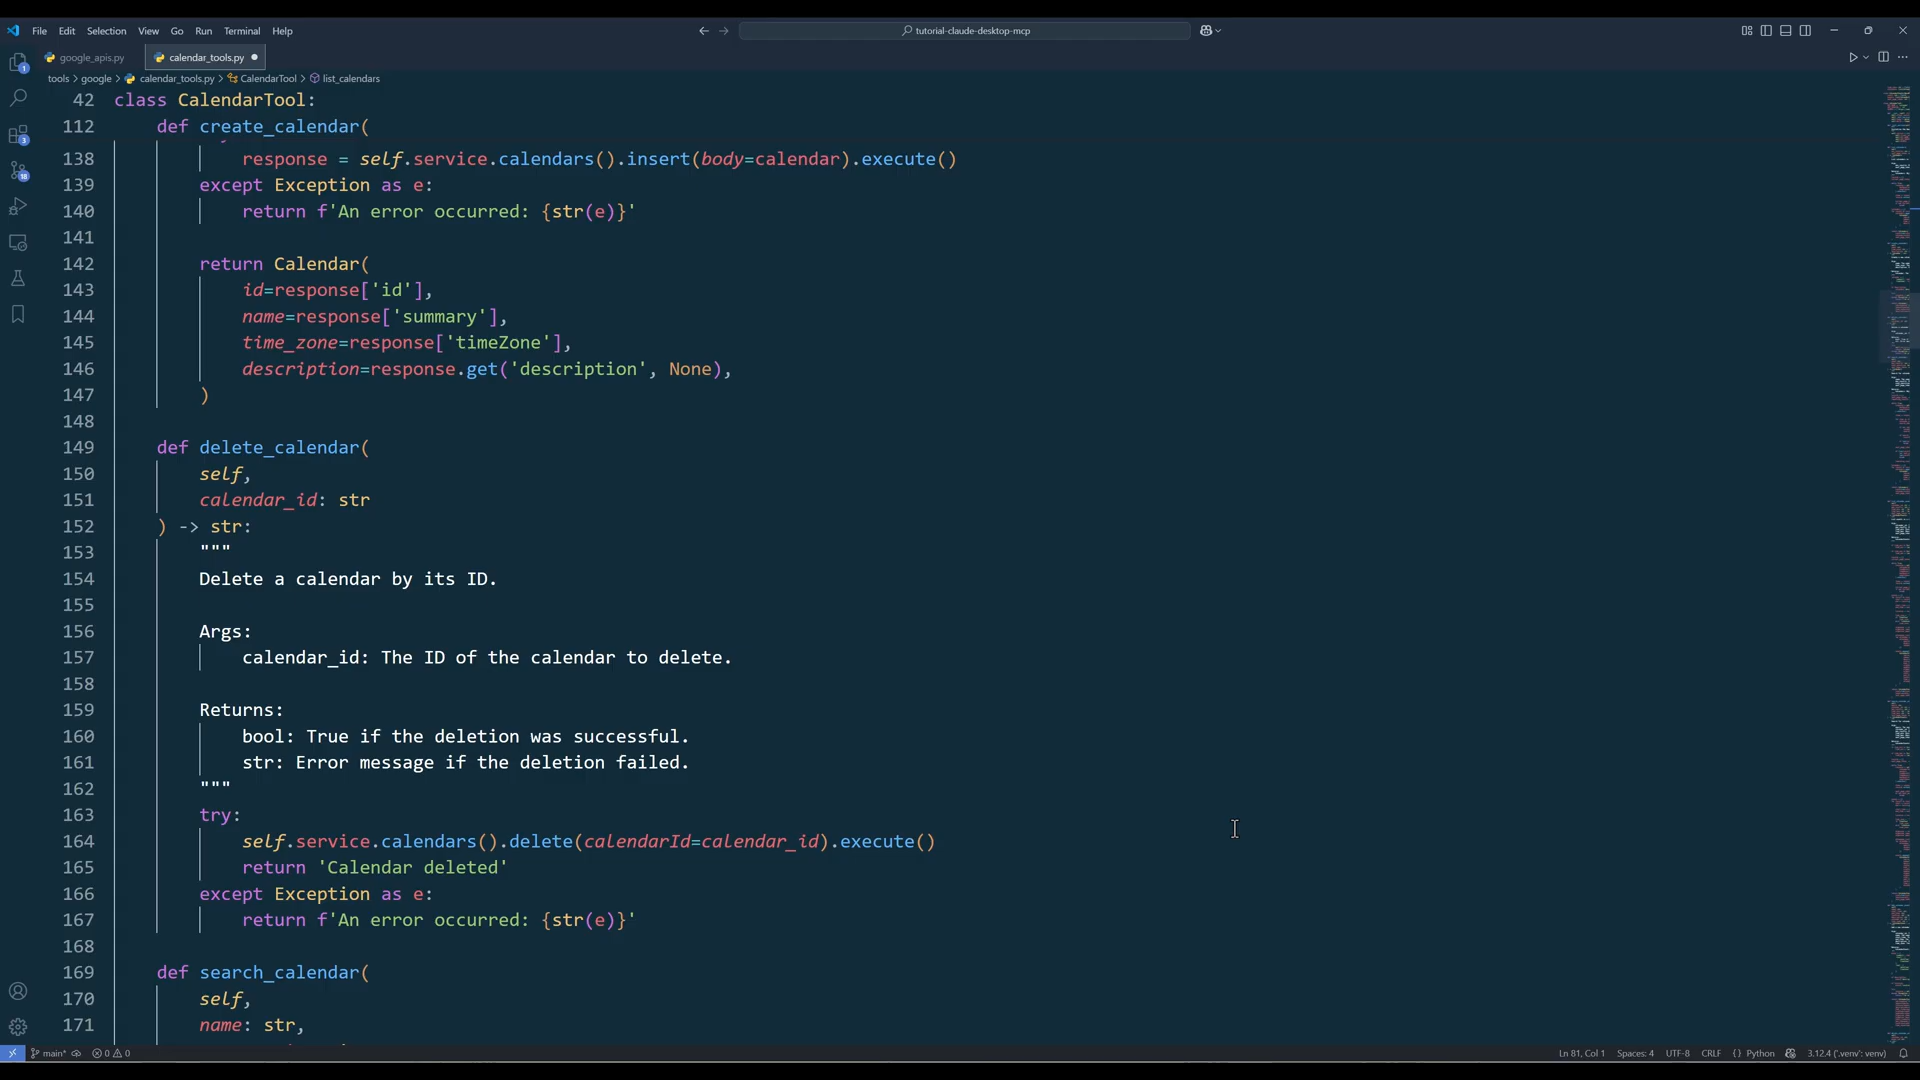 File Edit Selection View Go Run Terminal Help
tutorial-claude-desktop-mcp
google_apis.py
calendar_tools.py
tools > google > calendar_tools.py > CalendarTool > list_calendars
42 class CalendarTool:
112 def create_calendar(
138 response = self.service.calendars().insert(body=calendar).execute()
139 except Exception as e:
140 return f'An error occurred: {str(e)}'
141
142 return Calendar(
143 id=response['id'],
144 name=response['summary'],
145 time_zone=response['timeZone'],
146 description=response.get('description', None),
147 )
148
149 def delete_calendar(
150 self,
151 calendar_id: str
152 ) -> str:
153 """
154 Delete a calendar by its ID.
155
156 Args:
157 calendar_id: The ID of the calendar to delete.
158
159 Returns:
160 bool: True if the deletion was successful.
161 str: Error message if the deletion failed.
162 """
163 try:
164 self.service.calendars().delete(calendarId=calendar_id).execute()
165 return 'Calendar deleted'
166 except Exception as e:
167 return f'An error occurred: {str(e)}'
168
169 def search_calendar(
170 self,
171 name: str,
main* 0 0 Ln 81, Col 1 Spaces: 4 UTF-8 CRLF {} Python 3.12.4 ('.venv': venv)